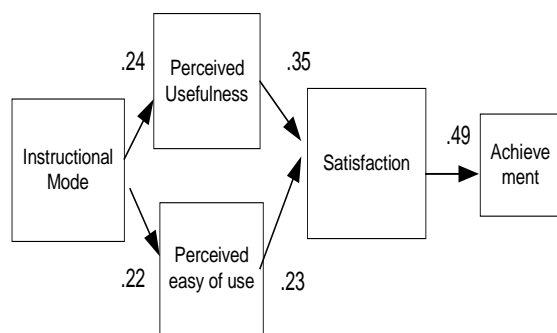 .24
Perceived
Usefulness
.35
Instructional
Mode
Satisfaction
.49
Achieve
ment
.22
Perceived
easy of use
.23